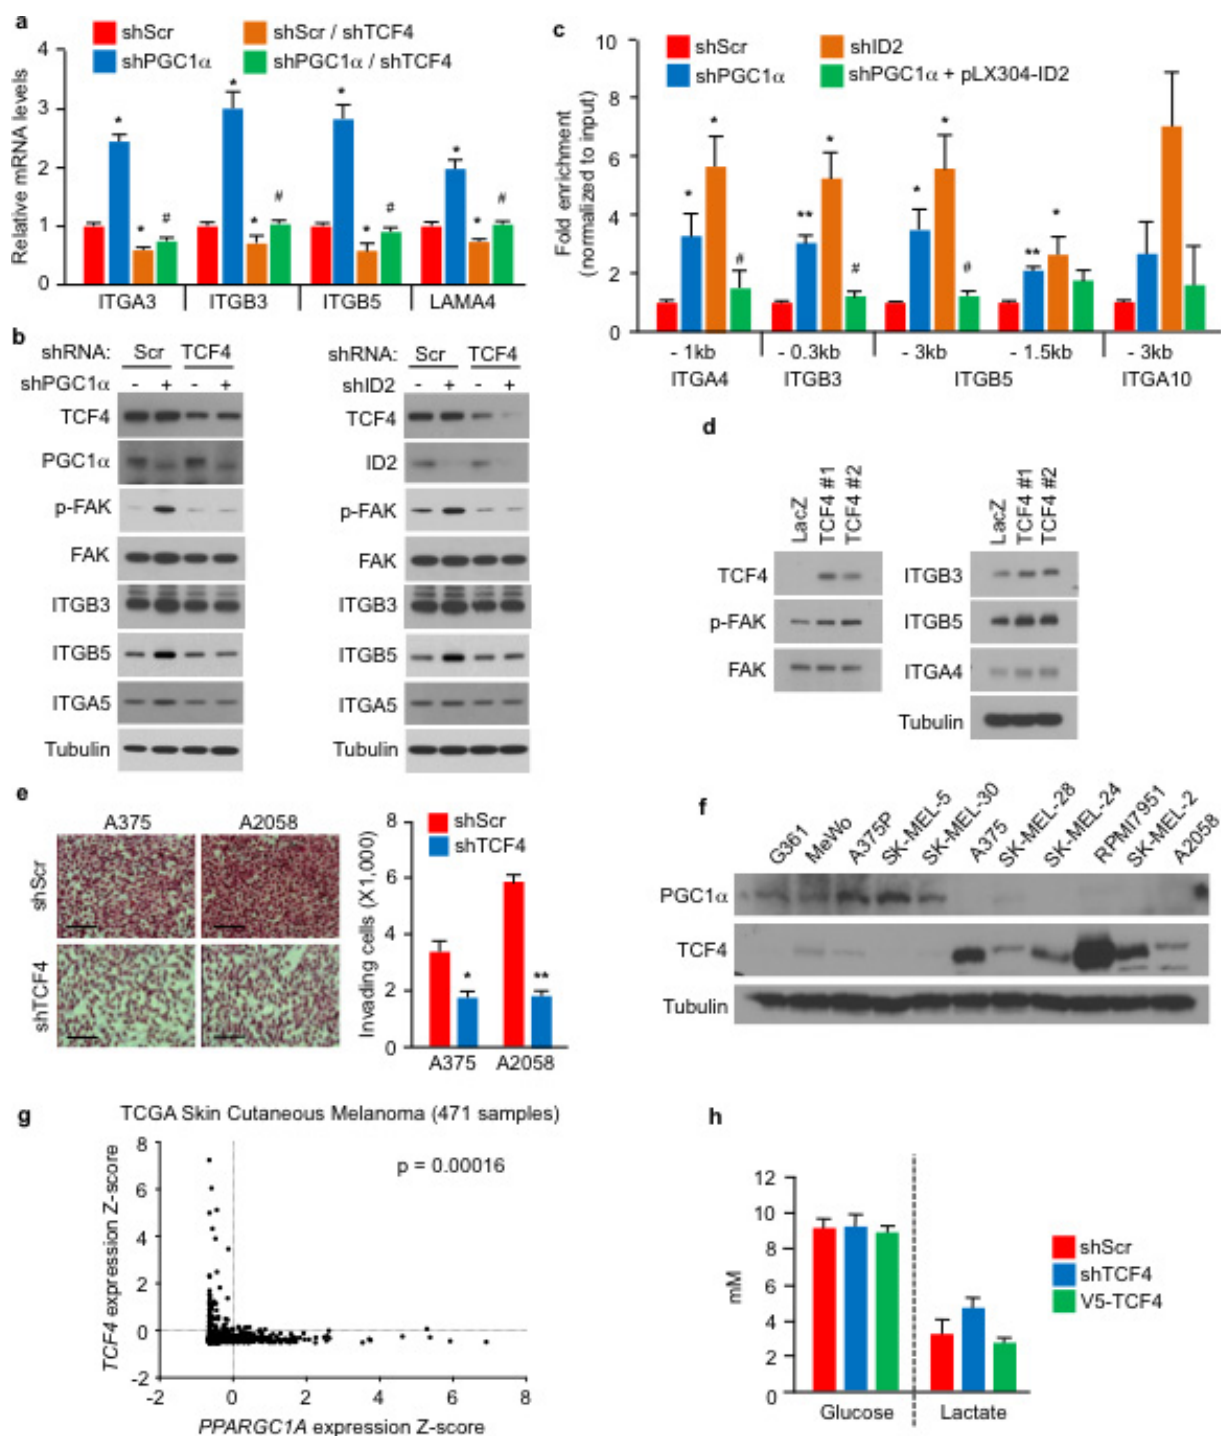 a
shScr
shScr / shTCF4
shPGC1α
shPGC1α / shTCF4
Relative mRNA levels
4
3
2
1
0
* * * #
* * * #
* * * #
* * * #
ITGA3 ITGB3 ITGB5 LAMA4
b
shRNA: Scr TCF4
shPGC1α - + - +
TCF4
PGC1α
p-FAK
FAK
ITGB3
ITGB5
ITGA5
Tubulin
shRNA: Scr TCF4
shID2 - + - +
TCF4
ID2
p-FAK
FAK
ITGB3
ITGB5
ITGA5
Tubulin
c
shScr
shID2
shPGC1α
shPGC1α + pLX304-ID2
Fold enrichment
(normalized to input)
10
8
6
4
2
0
* * #
** * #
* * #
** *
- 1kb - 0.3kb - 3kb - 1.5kb - 3kb
ITGA4 ITGB3 ITGB5 ITGA10
d
LacZ
TCF4 #1
TCF4 #2
TCF4
p-FAK
FAK
LacZ
TCF4 #1
TCF4 #2
ITGB3
ITGB5
ITGA4
Tubulin
e
A375 A2058
shScr
shTCF4
Invading cells (X1,000)
8
6
4
2
0
shScr
shTCF4
* **
A375 A2058
f
G361
MeWo
A375P
SK-MEL-5
SK-MEL-30
A375
SK-MEL-28
SK-MEL-24
RPMI7951
SK-MEL-2
A2058
PGC1α
TCF4
Tubulin
g
TCGA Skin Cutaneous Melanoma (471 samples)
p = 0.00016
TCF4 expression Z-score
8
6
4
2
0
-2
-2 0 2 4 6 8
PPARGC1A expression Z-score
h
mM
12
10
8
6
4
2
0
shScr
shTCF4
V5-TCF4
Glucose Lactate